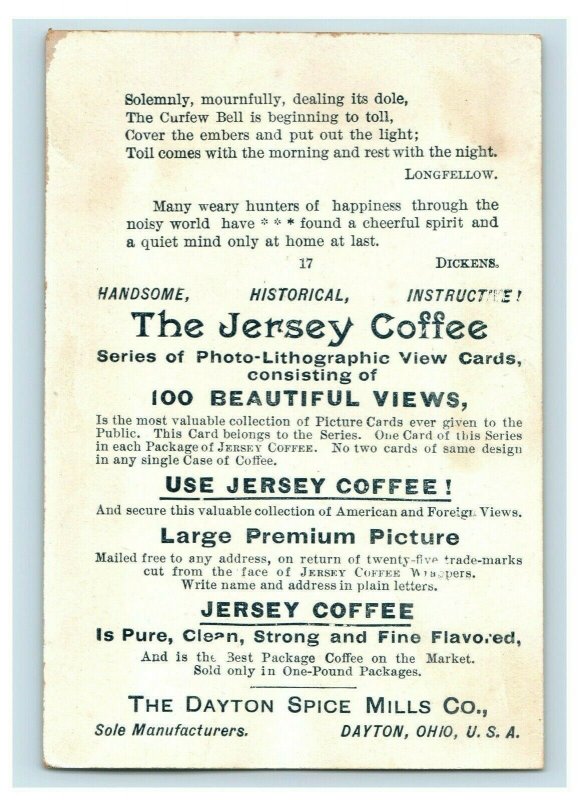 Solemnly, mournfully, dealing its dole,
The Curfew Bell is beginning to toll,
Cover the embers and put out the light;
Toil comes with the morning and rest with the night.
LONGFELLOW.
Many weary hunters of happiness through the
noisy world have * * * found a cheerful spirit and
a quiet mind only at home at last.
17 DICKENS.
HANDSOME, HISTORICAL, INSTRUCTIVE!
The Jersey Coffee
Series of Photo-Lithographic View Cards,
consisting of
100 BEAUTIFUL VIEWS,
Is the most valuable collection of Picture Cards ever given to the
Public. This Card belongs to the Series. One Card of this Series
in each Package of JERSEY COFFEE. No two cards of same design
in any single Case of Coffee.
USE JERSEY COFFEE!
And secure this valuable collection of American and Foreign Views.
Large Premium Picture
Mailed free to any address, on return of twenty-five trade-marks
cut from the face of JERSEY COFFEE Wrappers.
Write name and address in plain letters.
JERSEY COFFEE
Is Pure, Clean, Strong and Fine Flavored,
And is the Best Package Coffee on the Market.
Sold only in One-Pound Packages.
THE DAYTON SPICE MILLS CO.,
Sole Manufacturers. DAYTON, OHIO, U. S. A.